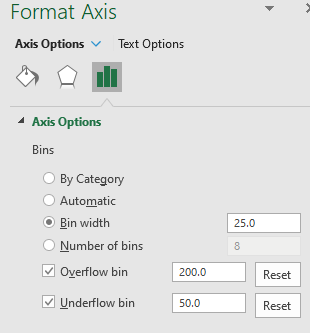 Format Axis
Axis Options Text Options
Axis Options
Bins
By Category
Automatic
Bin width 25.0
Number of bins 8
Overflow bin 200.0 Reset
Underflow bin 50.0 Reset